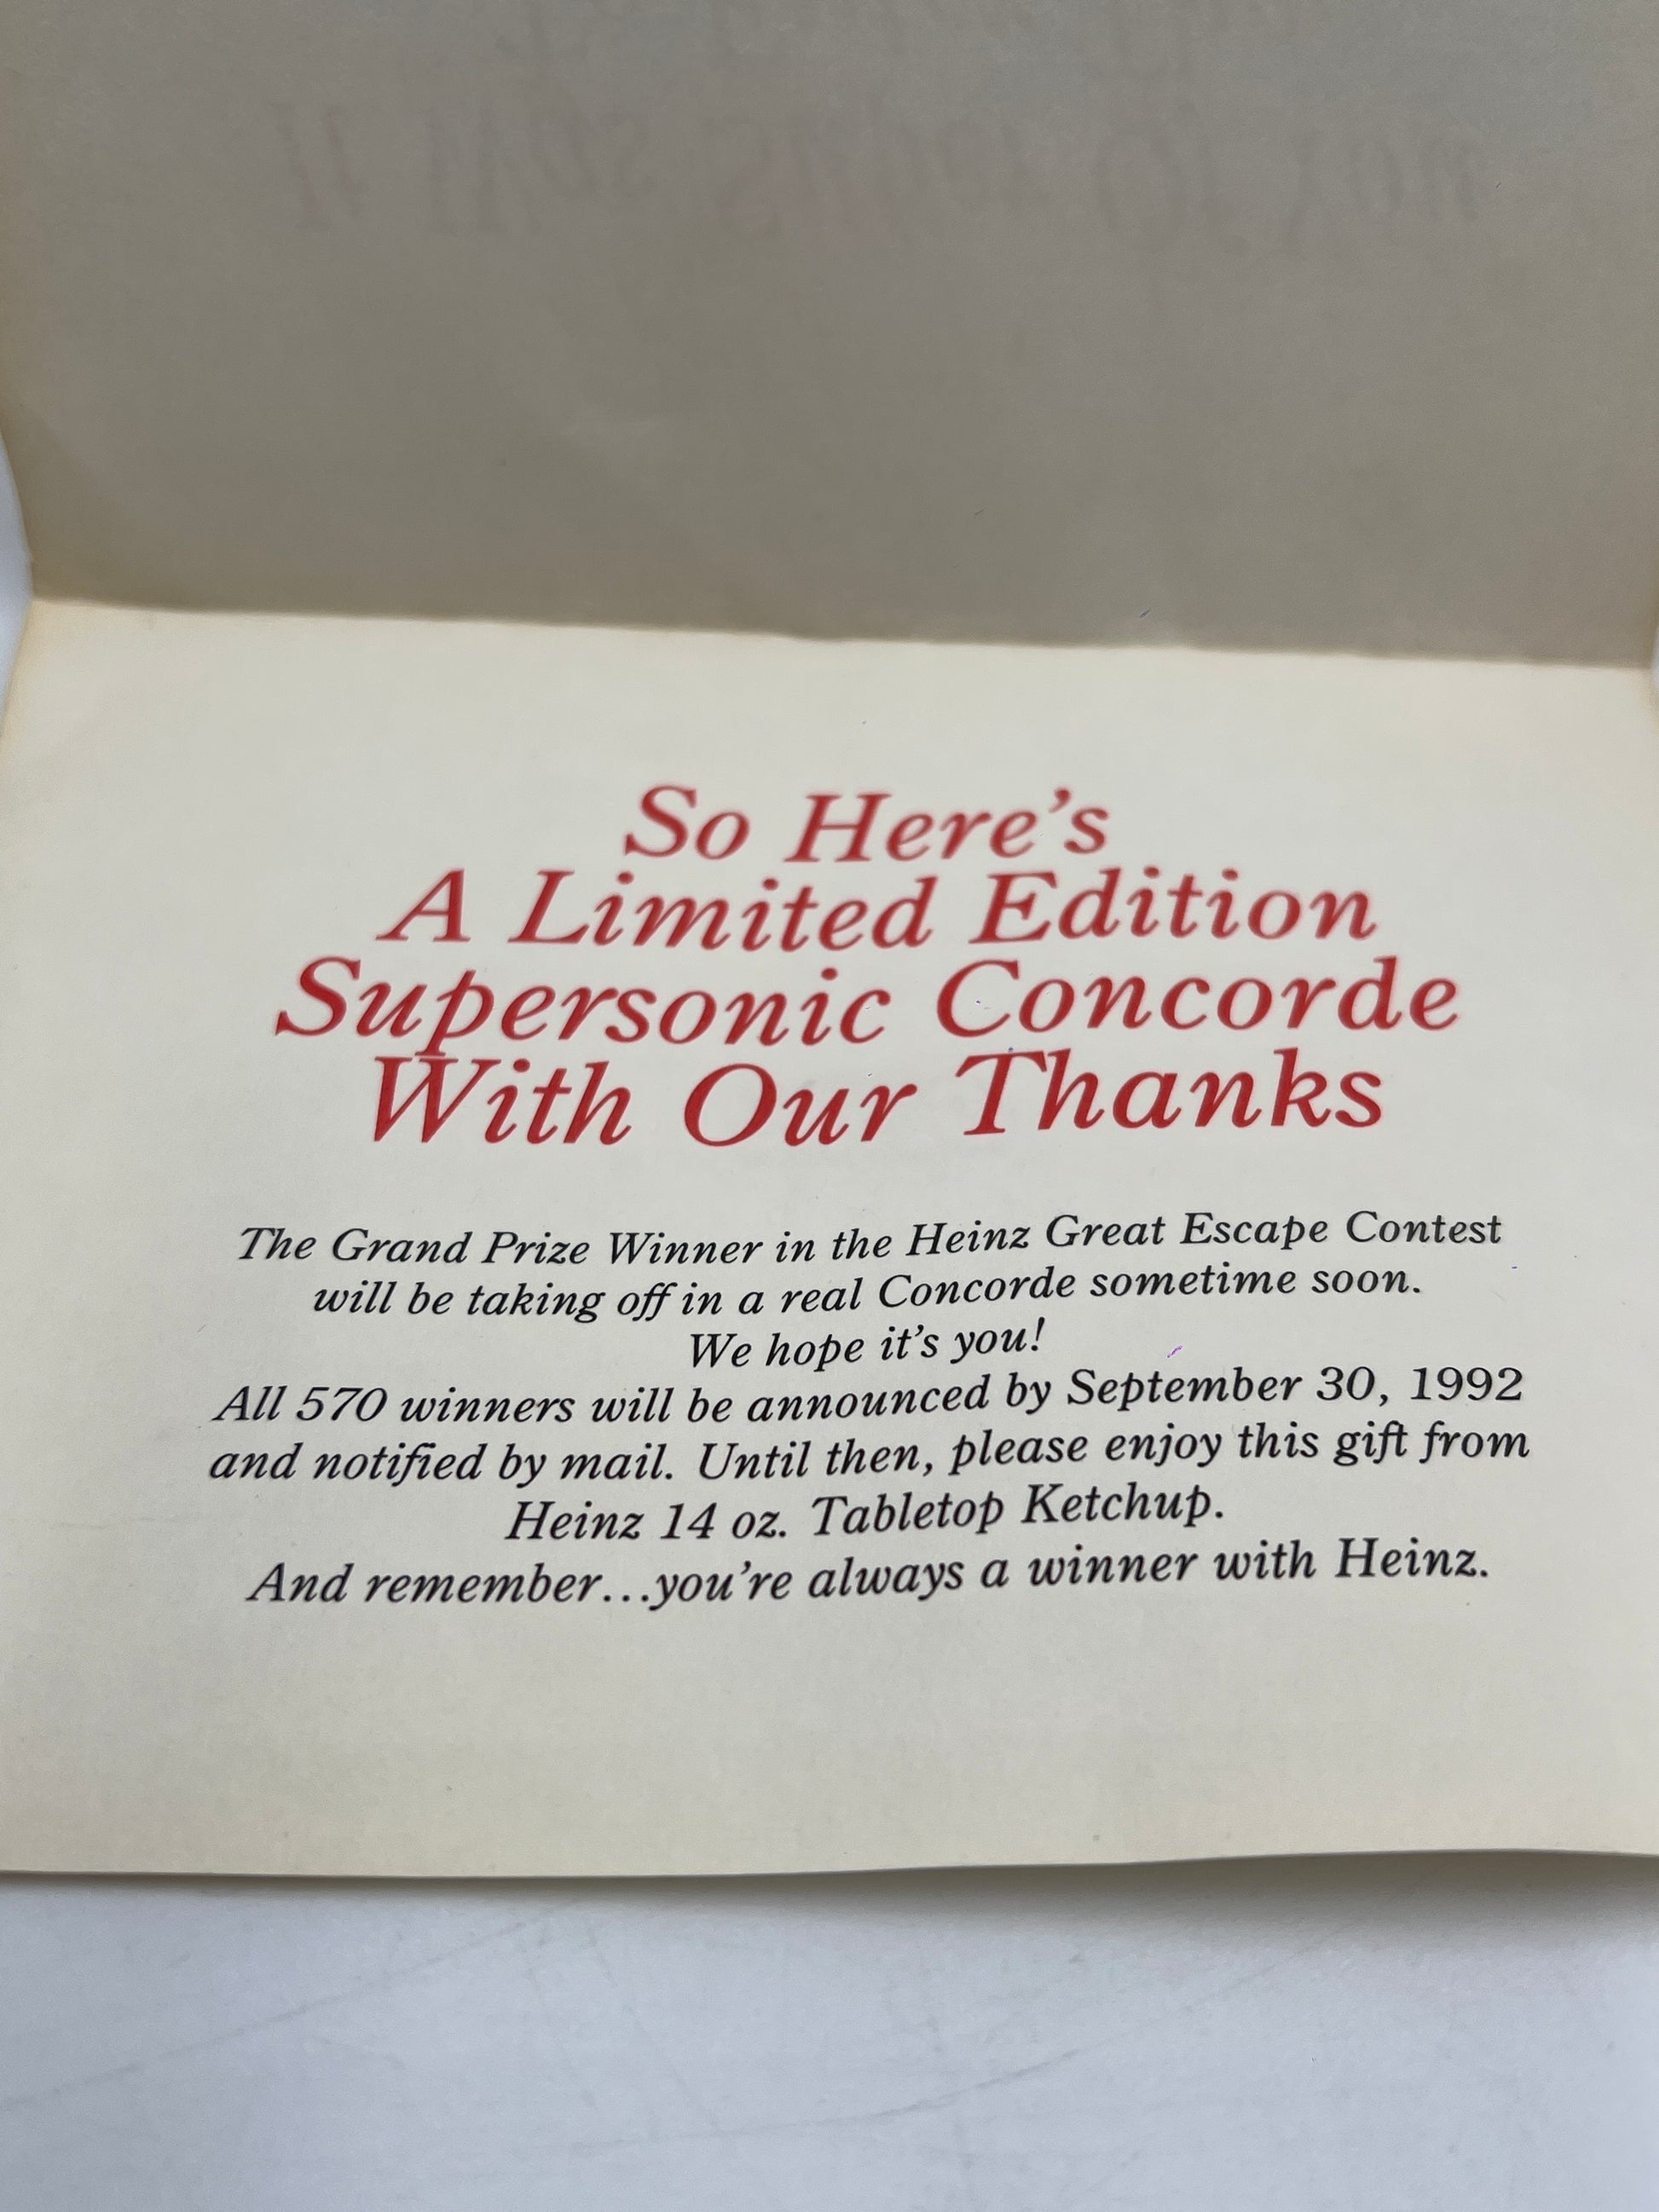 So Here's
A Limited Edition
Supersonic Concorde
With Our Thanks
The Grand Prize Winner in the Heinz Great Escape Contest
will be taking off in a real Concorde sometime soon.
We hope it's you!
All 570 winners will be announced by September 30, 1992
and notified by mail. Until then, please enjoy this gift from
Heinz 14 oz. Tabletop Ketchup.
And remember...you're always a winner with Heinz.